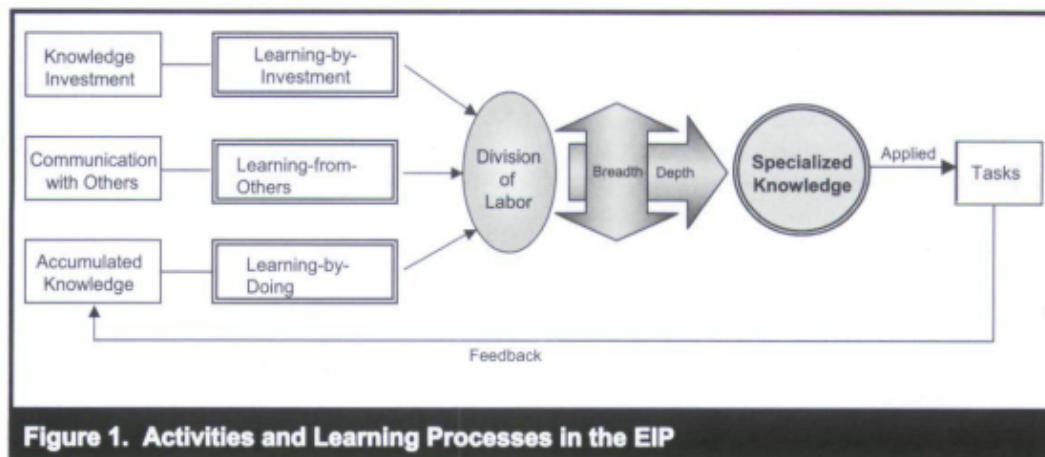 Knowledge
Investment
Learning-by-
Investment
Communication
with Others
Learning-from-
Others
Accumulated
Knowledge
Learning-by-
Doing
Division
of
Labor
Breadth
Depth
Specialized
Knowledge
Applied
Tasks
Feedback
Figure 1. Activities and Learning Processes in the EIP